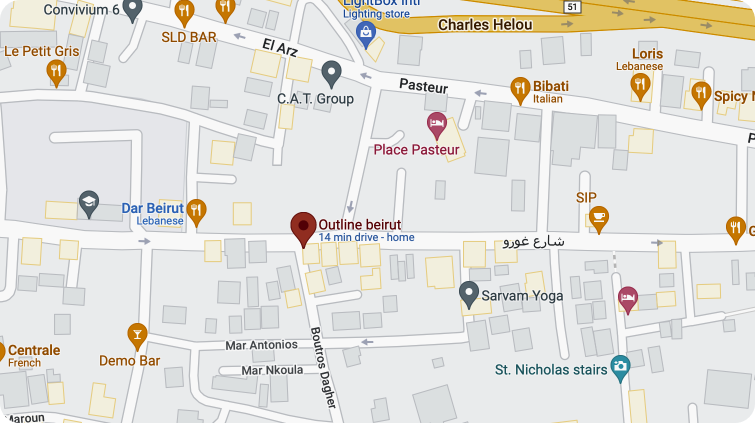 LightBox Intl
Lighting store
Convivium 6
51
Charles Helou
SLD BAR
El Arz
Le Petit Gris
Loris
Lebanese
Pasteur
Bibati
Italian
C.A.T. Group
Spicy
Place Pasteur
Dar Beirut
Lebanese
SIP
Outline beirut
14 min drive - home
شارع غورو
Sarvam Yoga
Centrale
French
Demo Bar
Mar Antonios
Boutros Dagher
Mar Nkoula
St. Nicholas stairs
Maroun